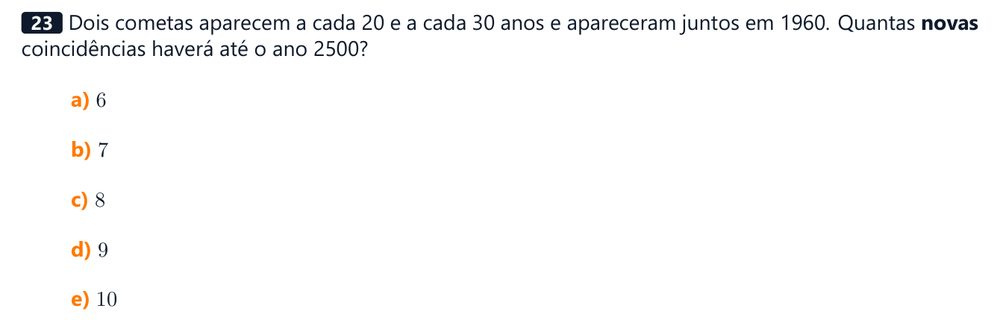 23 Dois cometas aparecem a cada 20 e a cada 30 anos e apareceram juntos em 1960. Quantas novas
coincidências haverá até o ano 2500?
a) 6
b) 7
c) 8
d) 9
e) 10